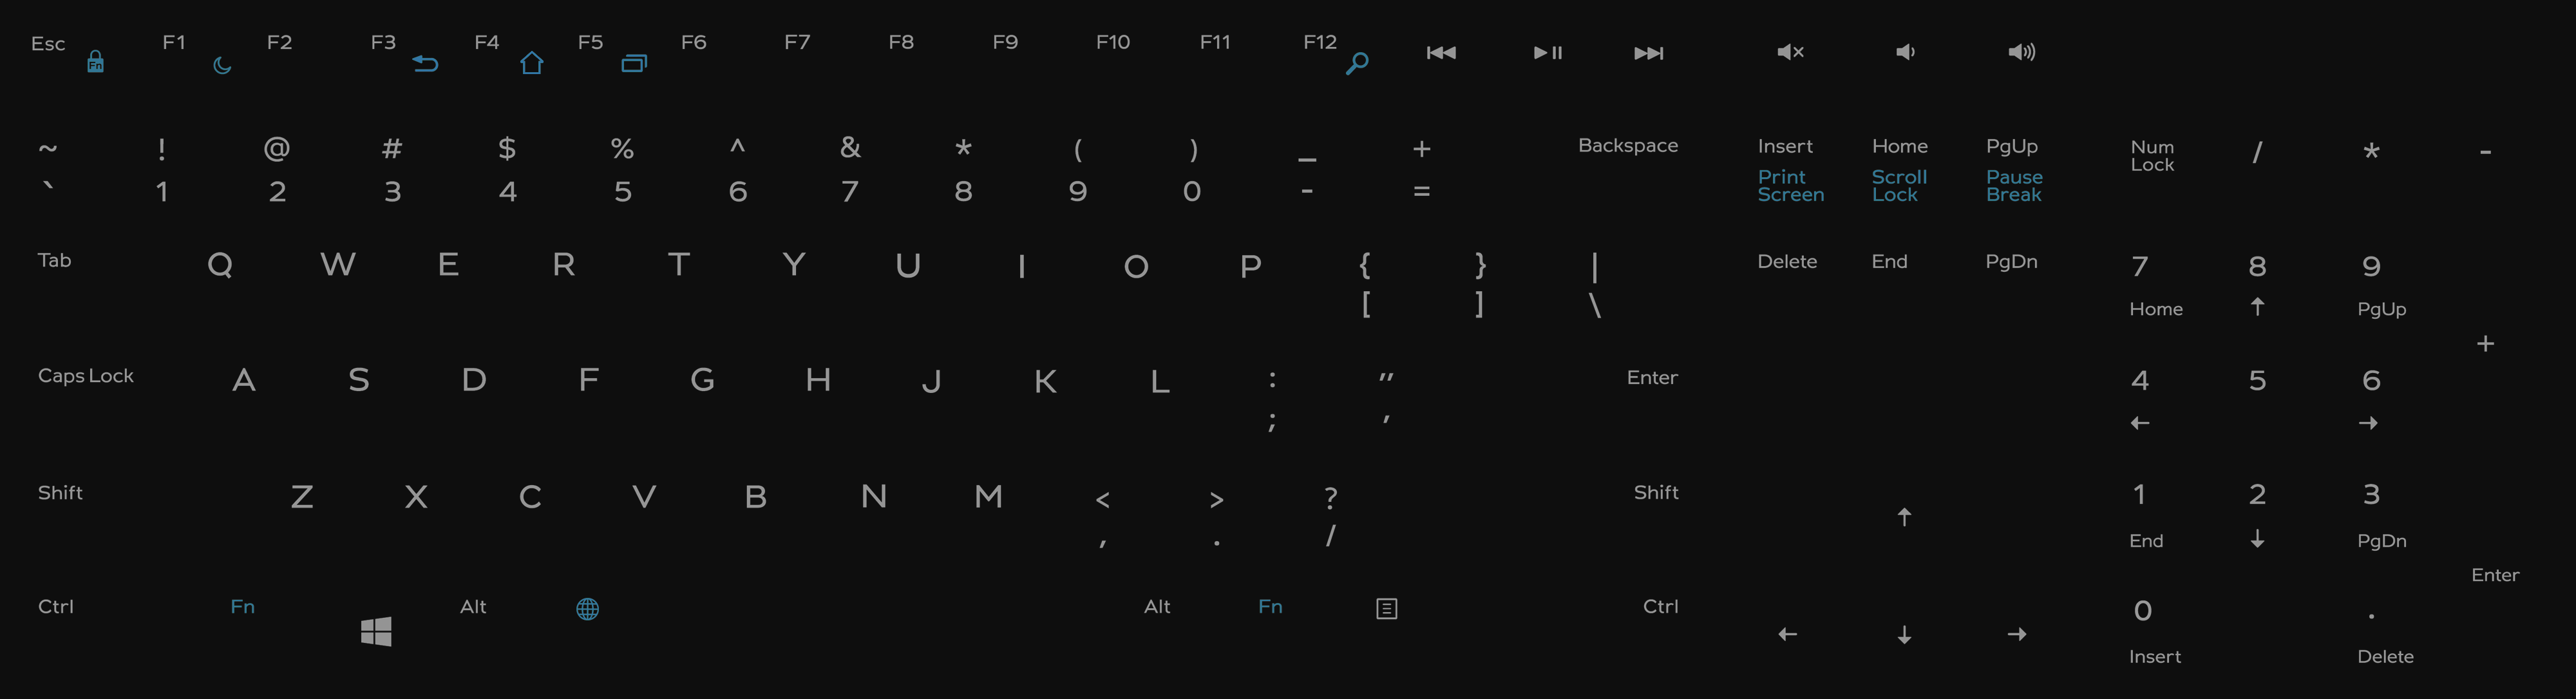 Esc Fn F1 F2 F3 F4 F5 F6 F7 F8 F9 F10 F11 F12
~ ! @ # $ % ^ & * ( ) _ + Backspace Insert Home PgUp Num Lock / * -
` 1 2 3 4 5 6 7 8 9 0 - = Print Screen Scroll Lock Pause Break
Tab Q W E R T Y U I O P { } | Delete End PgDn 7 8 9
[ ] \ Home ↑ PgUp
+
Caps Lock A S D F G H J K L : " Enter 4 5 6
; ' ← →
Shift Z X C V B N M < > ? Shift ↑ 1 2 3
, . / End ↓ PgDn
Enter
Ctrl Fn Alt Alt Fn Ctrl ← ↓ → 0 .
Insert Delete